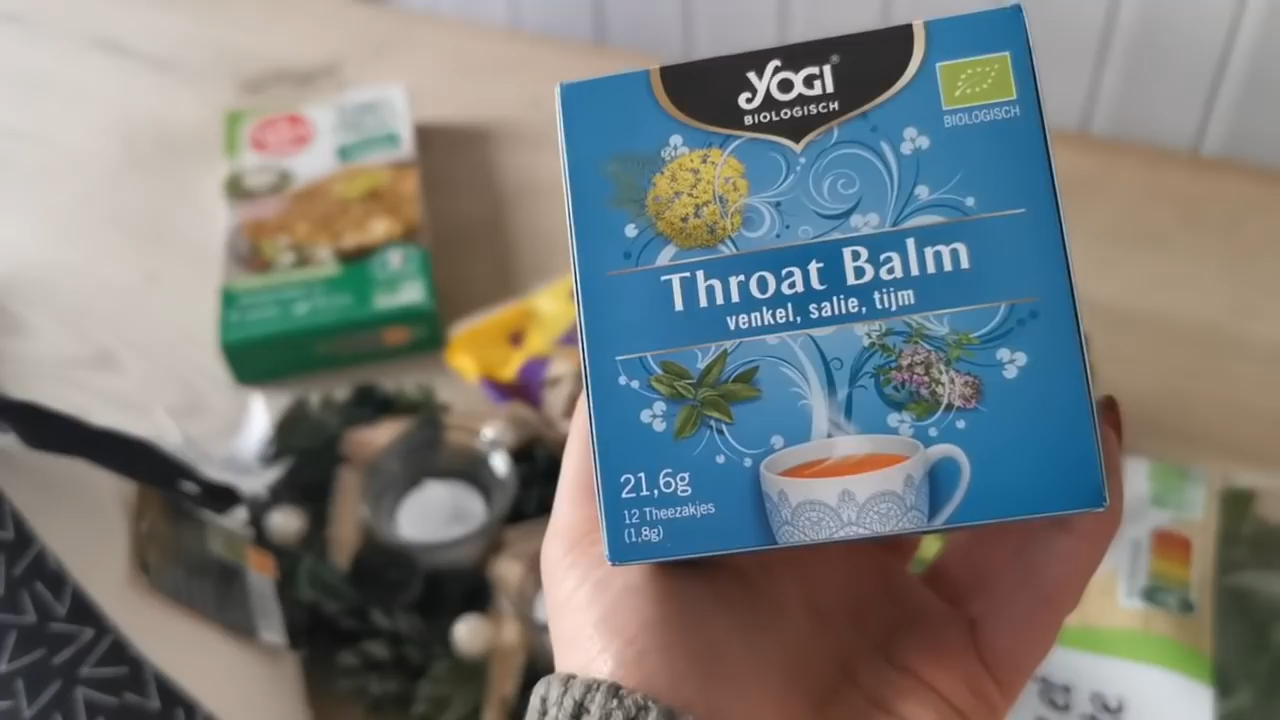 YOGI®
BIOLOGISCH
BIOLOGISCH
Throat Balm
venkel, salie, tijm
21,6g
12 Theezakjes
(1,8g)